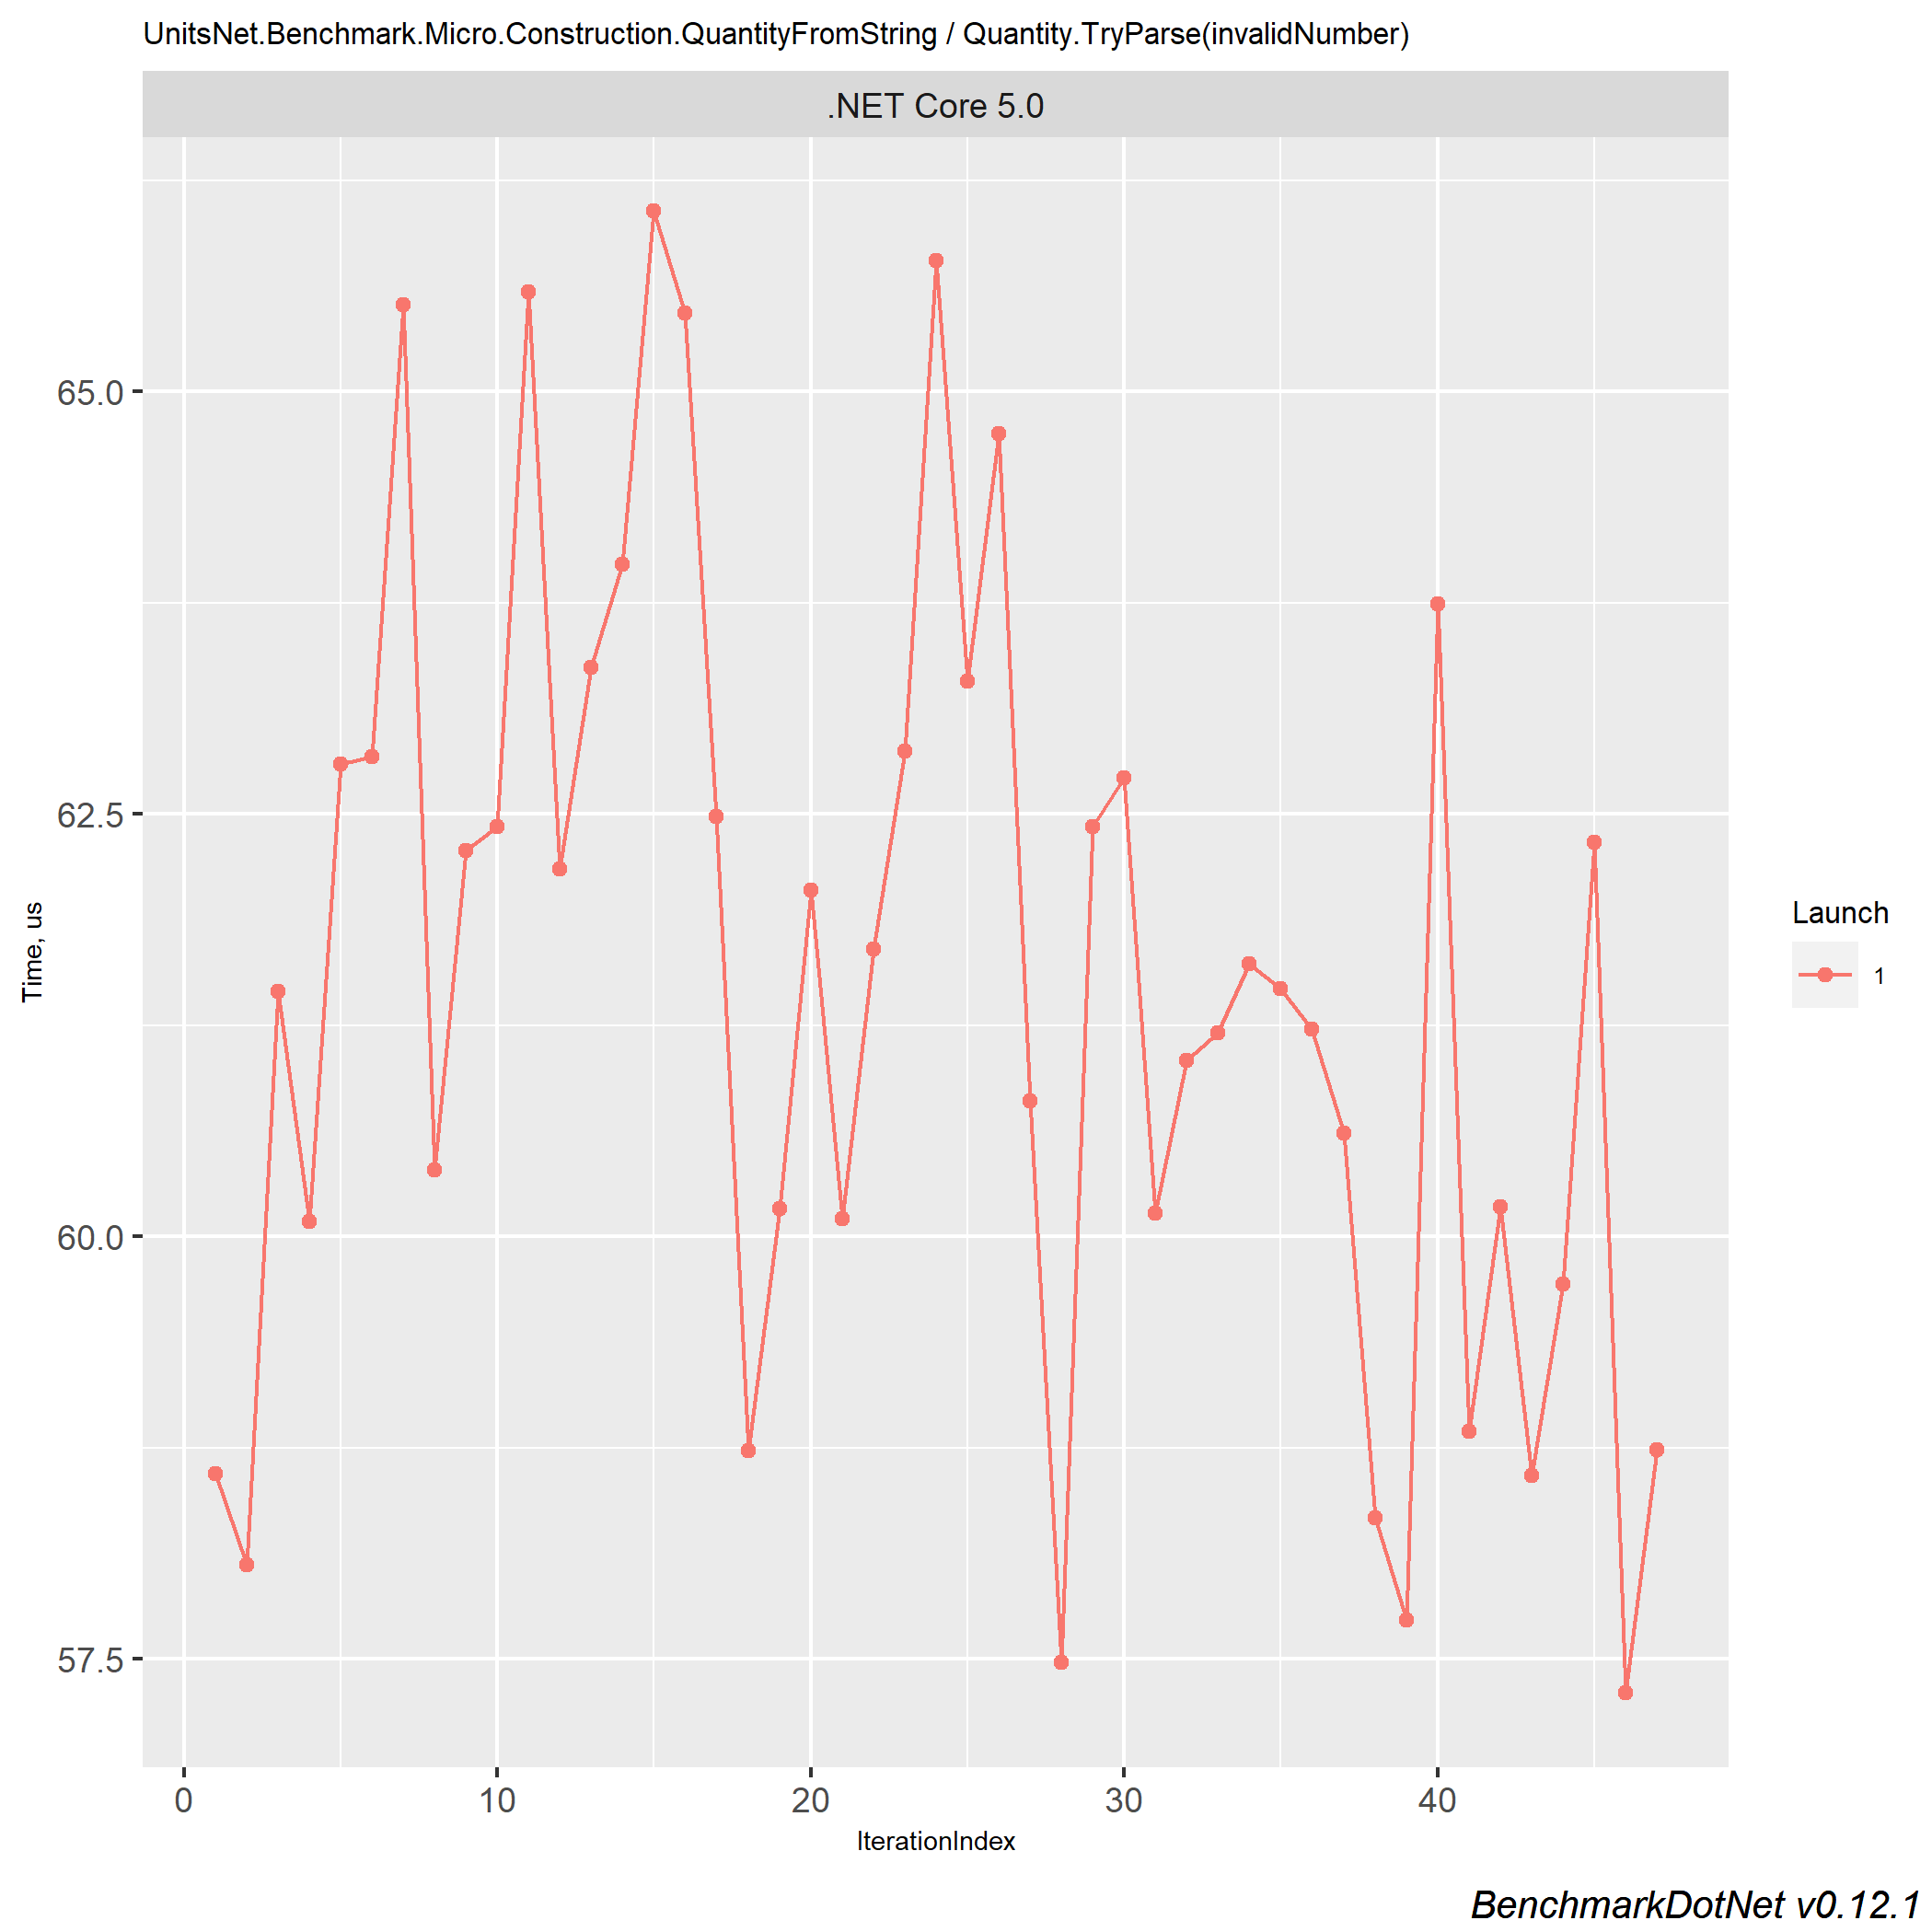 UnitsNet.Benchmark.Micro.Construction.QuantityFromString / Quantity.TryParse(invalidNumber)
.NET Core 5.0
65.0
62.5
60.0
57.5
Time, us
0 10 20 30 40
IterationIndex
Launch
1
BenchmarkDotNet v0.12.1